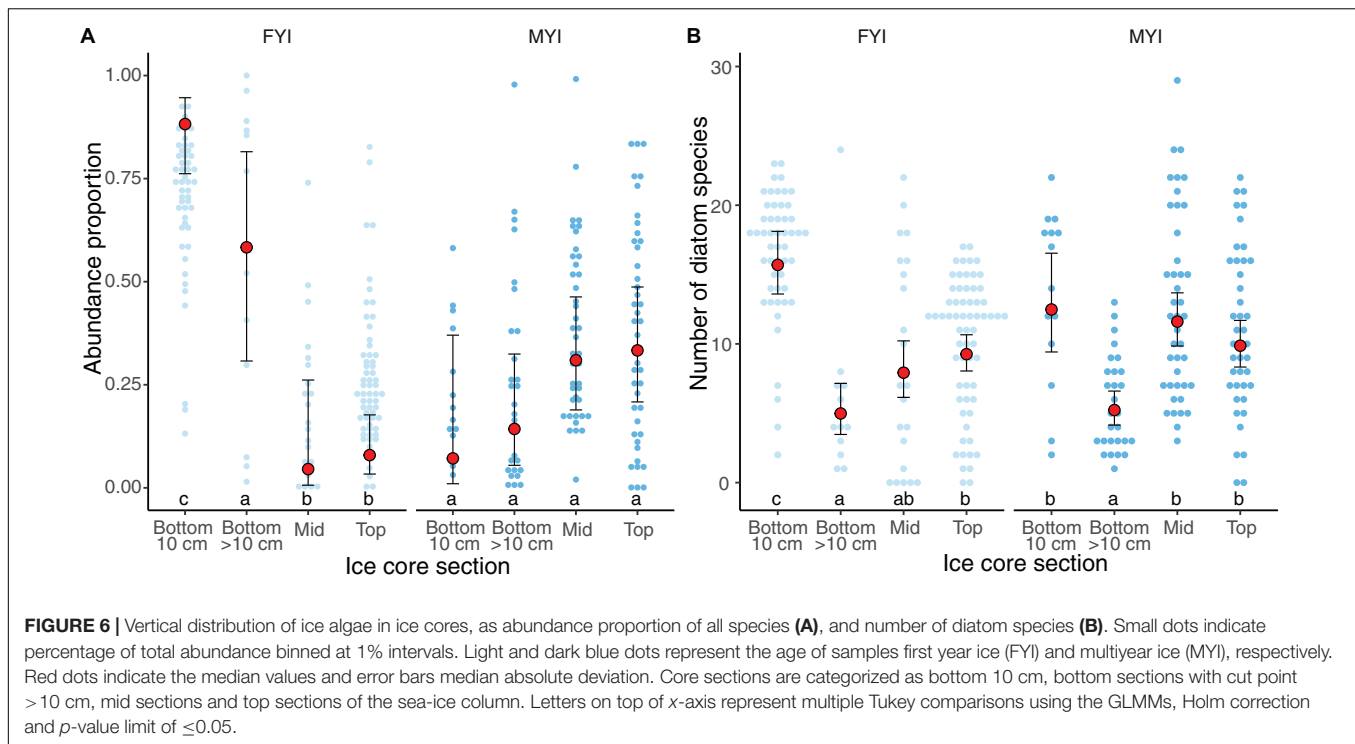 A
FYI
MYI
Abundance proportion
1.00
0.75
0.50
0.25
0.00
c
a
b
b
a
a
a
a
Bottom
10 cm
Bottom
>10 cm
Mid
Top
Bottom
10 cm
Bottom
>10 cm
Mid
Top
Ice core section
B
FYI
MYI
Number of diatom species
30
20
10
0
c
a
ab
b
b
a
b
b
Bottom
10 cm
Bottom
>10 cm
Mid
Top
Bottom
10 cm
Bottom
>10 cm
Mid
Top
Ice core section
FIGURE 6 | Vertical distribution of ice algae in ice cores, as abundance proportion of all species (A), and number of diatom species (B). Small dots indicate
percentage of total abundance binned at 1% intervals. Light and dark blue dots represent the age of samples first year ice (FYI) and multiyear ice (MYI), respectively.
Red dots indicate the median values and error bars median absolute deviation. Core sections are categorized as bottom 10 cm, bottom sections with cut point
>10 cm, mid sections and top sections of the sea-ice column. Letters on top of x-axis represent multiple Tukey comparisons using the GLMMs, Holm correction
and p-value limit of ≤0.05.